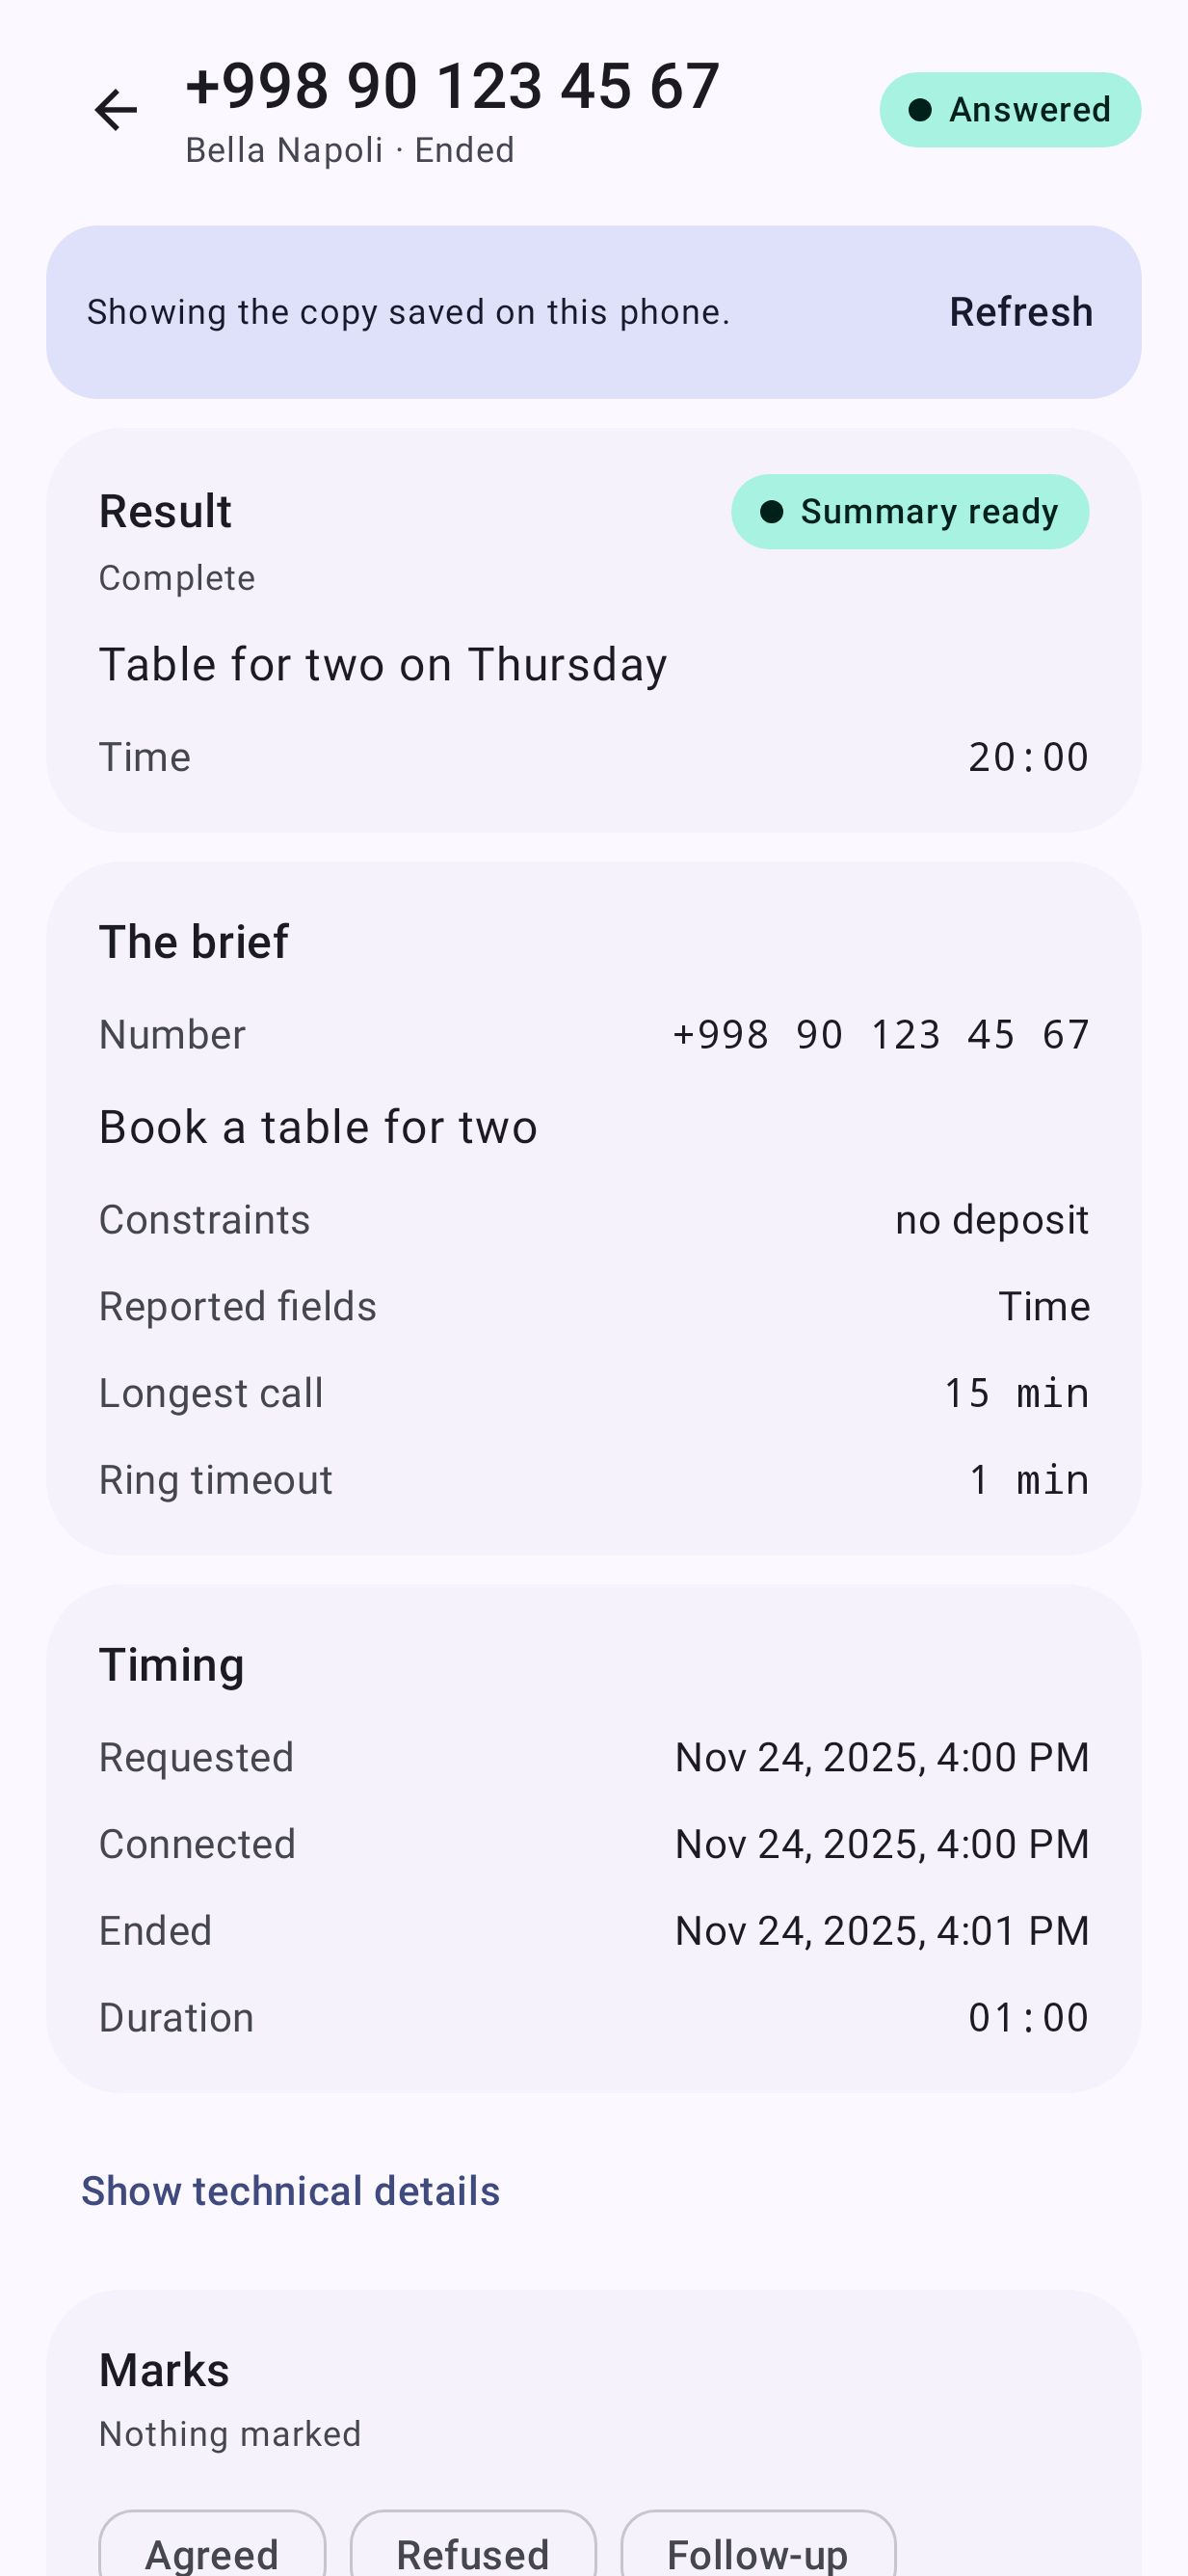 +998 90 123 45 67
Bella Napoli · Ended
Answered
Showing the copy saved on this phone.
Refresh
Result
Summary ready
Complete
Table for two on Thursday
Time 20:00
The brief
Number +998 90 123 45 67
Book a table for two
Constraints no deposit
Reported fields Time
Longest call 15 min
Ring timeout 1 min
Timing
Requested Nov 24, 2025, 4:00 PM
Connected Nov 24, 2025, 4:00 PM
Ended Nov 24, 2025, 4:01 PM
Duration 01:00
Show technical details
Marks
Nothing marked
Agreed Refused Follow-up